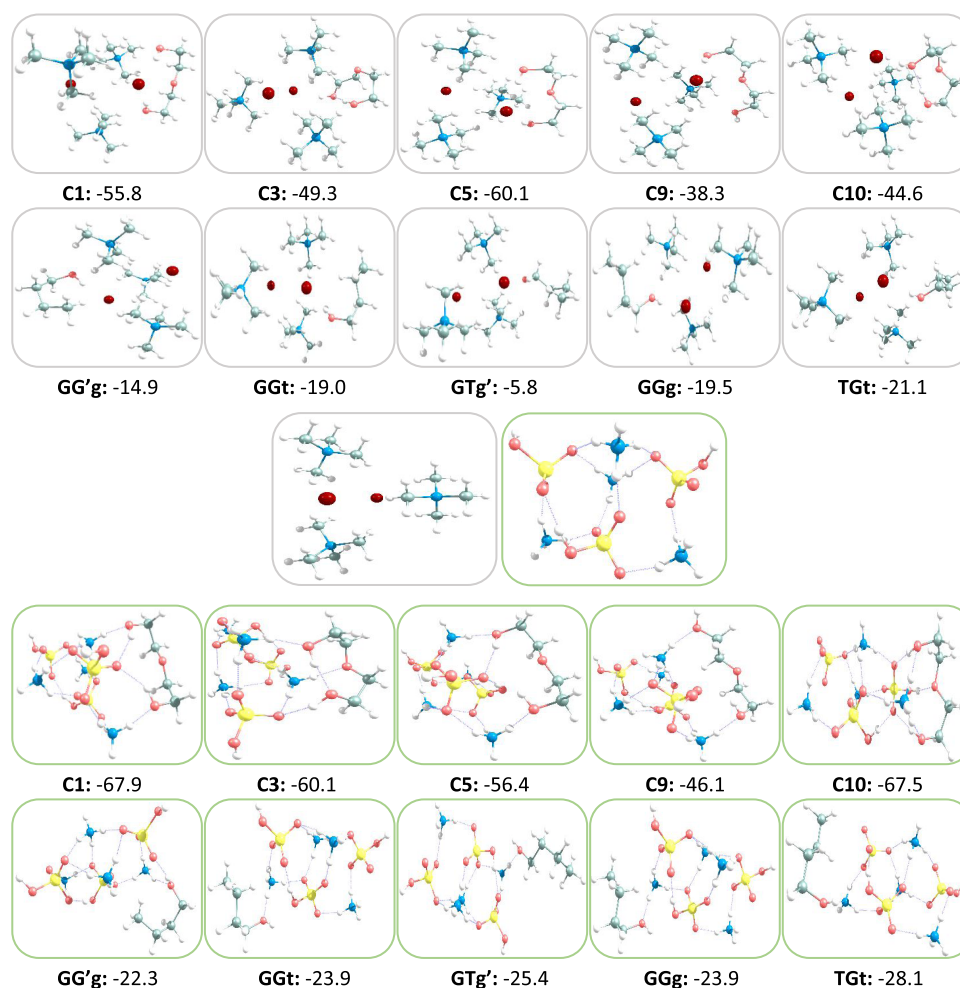 C1: -55.8 C3: -49.3 C5: -60.1 C9: -38.3 C10: -44.6
GG’g: -14.9 GGt: -19.0 GTg’: -5.8 GGg: -19.5 TGt: -21.1
C1: -67.9 C3: -60.1 C5: -56.4 C9: -46.1 C10: -67.5
GG’g: -22.3 GGt: -23.9 GTg’: -25.4 GGg: -23.9 TGt: -28.1